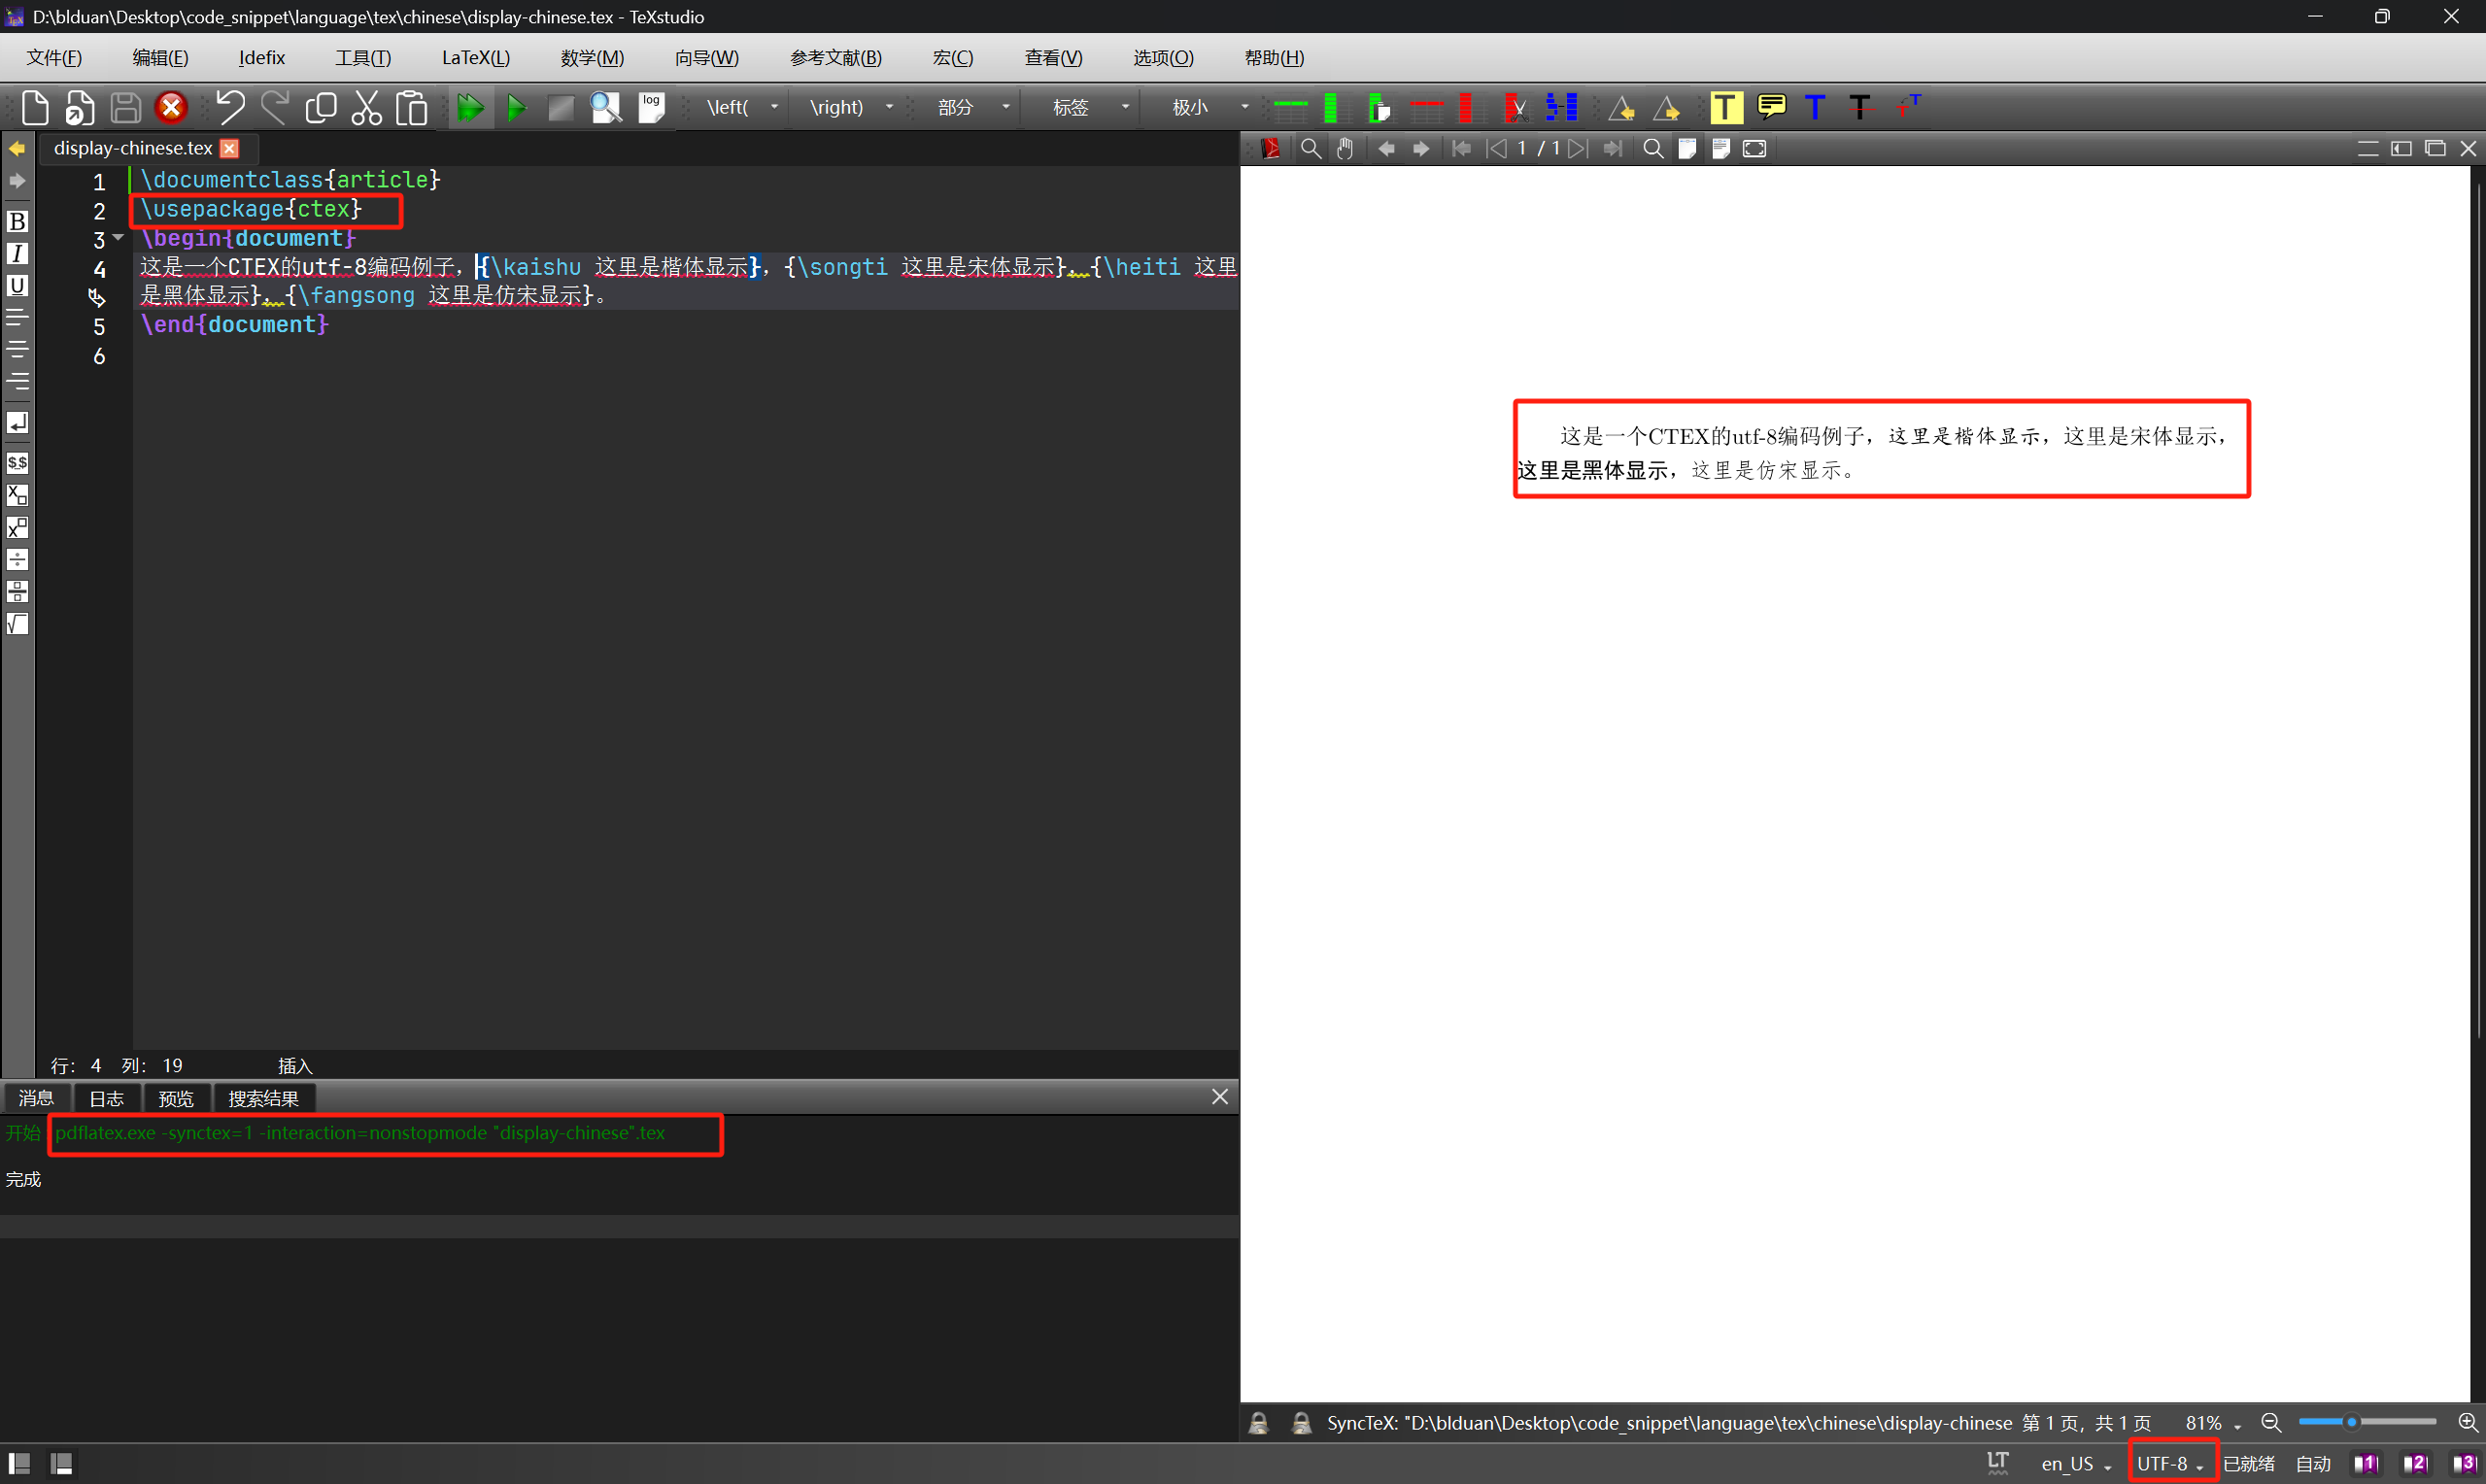 D:\blduan\Desktop\code_snippet\language\tex\chinese\display-chinese.tex - TeXstudio
文件(F) 编辑(E) Idefix 工具(T) LaTeX(L) 数学(M) 向导(W) 参考文献(B) 宏(C) 查看(V) 选项(O) 帮助(H)
log \left( \right) 部分 标签 极小 T T T T
display-chinese.tex
1 / 1
1 \documentclass{article}
2 \usepackage{ctex}
3 \begin{document}
4 这是一个CTEX的utf-8编码例子，{\kaishu 这里是楷体显示}，{\songti 这里是宋体显示}，{\heiti 这里
是黑体显示}，{\fangsong 这里是仿宋显示}。
5 \end{document}
6
B
I
U
$$
这是一个CTEX的utf-8编码例子，这里是楷体显示，这里是宋体显示，
这里是黑体显示，这里是仿宋显示。
行: 4 列: 19 插入
消息 日志 预览 搜索结果
开始 pdflatex.exe -synctex=1 -interaction=nonstopmode "display-chinese".tex
完成
SyncTeX: "D:\blduan\Desktop\code_snippet\language\tex\chinese\display-chinese 第 1 页, 共 1 页 81%
LT en_US UTF-8 已就绪 自动 1 2 3